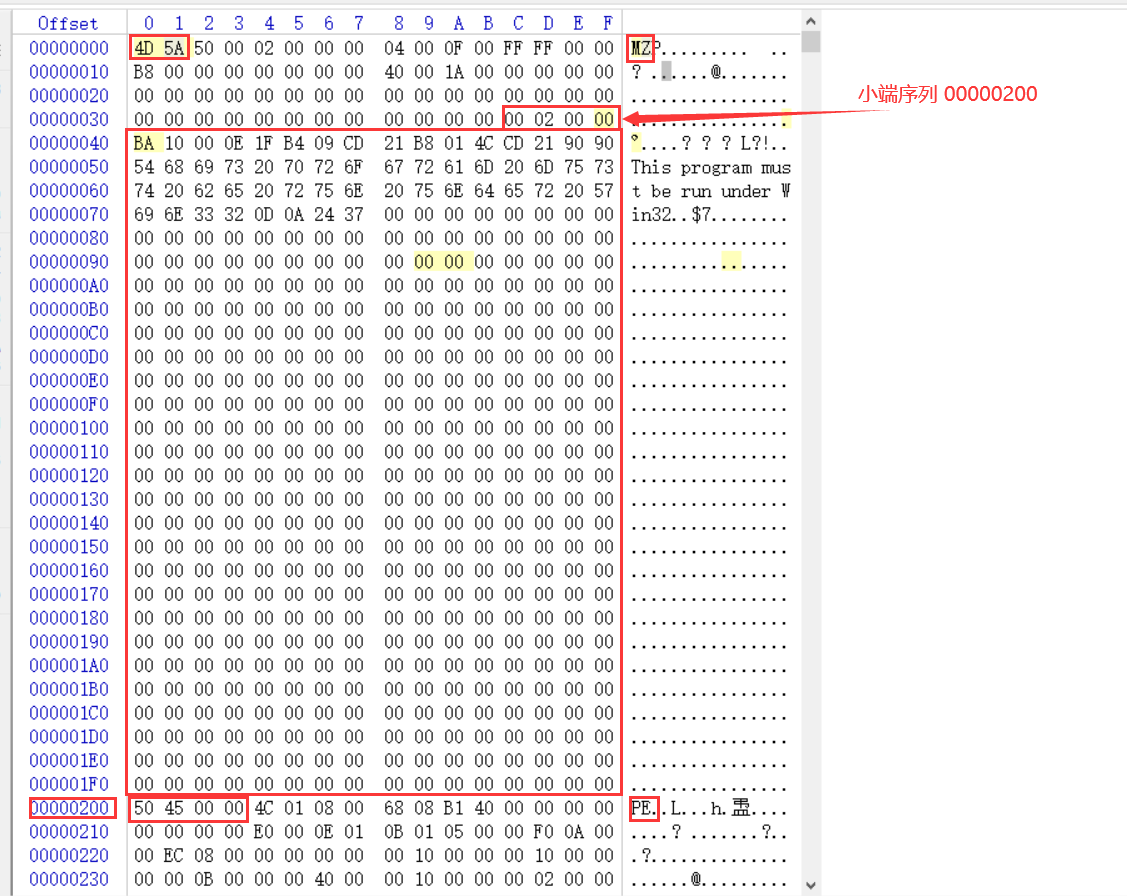 Offset 0 1 2 3 4 5 6 7 8 9 A B C D E F
00000000 4D 5A 50 00 02 00 00 00 04 00 0F 00 FF FF 00 00 MZP.........  ..
00000010 B8 00 00 00 00 00 00 00 40 00 1A 00 00 00 00 00 ? ......@.......
00000020 00 00 00 00 00 00 00 00 00 00 00 00 00 00 00 00 ................
小端序列 00000200
00000030 00 00 00 00 00 00 00 00 00 00 00 00 00 02 00 00 ................
00000040 BA 10 00 0E 1F B4 09 CD 21 B8 01 4C CD 21 90 90 °....? ? ? L?!..
00000050 54 68 69 73 20 70 72 6F 67 72 61 6D 20 6D 75 73 This program mus
00000060 74 20 62 65 20 72 75 6E 20 75 6E 64 65 72 20 57 t be run under W
00000070 69 6E 33 32 0D 0A 24 37 00 00 00 00 00 00 00 00 in32..$7........
00000080 00 00 00 00 00 00 00 00 00 00 00 00 00 00 00 00 ................
00000090 00 00 00 00 00 00 00 00 00 00 00 00 00 00 00 00 ................
000000A0 00 00 00 00 00 00 00 00 00 00 00 00 00 00 00 00 ................
000000B0 00 00 00 00 00 00 00 00 00 00 00 00 00 00 00 00 ................
000000C0 00 00 00 00 00 00 00 00 00 00 00 00 00 00 00 00 ................
000000D0 00 00 00 00 00 00 00 00 00 00 00 00 00 00 00 00 ................
000000E0 00 00 00 00 00 00 00 00 00 00 00 00 00 00 00 00 ................
000000F0 00 00 00 00 00 00 00 00 00 00 00 00 00 00 00 00 ................
00000100 00 00 00 00 00 00 00 00 00 00 00 00 00 00 00 00 ................
00000110 00 00 00 00 00 00 00 00 00 00 00 00 00 00 00 00 ................
00000120 00 00 00 00 00 00 00 00 00 00 00 00 00 00 00 00 ................
00000130 00 00 00 00 00 00 00 00 00 00 00 00 00 00 00 00 ................
00000140 00 00 00 00 00 00 00 00 00 00 00 00 00 00 00 00 ................
00000150 00 00 00 00 00 00 00 00 00 00 00 00 00 00 00 00 ................
00000160 00 00 00 00 00 00 00 00 00 00 00 00 00 00 00 00 ................
00000170 00 00 00 00 00 00 00 00 00 00 00 00 00 00 00 00 ................
00000180 00 00 00 00 00 00 00 00 00 00 00 00 00 00 00 00 ................
00000190 00 00 00 00 00 00 00 00 00 00 00 00 00 00 00 00 ................
000001A0 00 00 00 00 00 00 00 00 00 00 00 00 00 00 00 00 ................
000001B0 00 00 00 00 00 00 00 00 00 00 00 00 00 00 00 00 ................
000001C0 00 00 00 00 00 00 00 00 00 00 00 00 00 00 00 00 ................
000001D0 00 00 00 00 00 00 00 00 00 00 00 00 00 00 00 00 ................
000001E0 00 00 00 00 00 00 00 00 00 00 00 00 00 00 00 00 ................
000001F0 00 00 00 00 00 00 00 00 00 00 00 00 00 00 00 00 ................
00000200 50 45 00 00 4C 01 08 00 68 08 B1 40 00 00 00 00 PE..L...h.盄....
00000210 00 00 00 00 E0 00 0E 01 0B 01 05 00 00 F0 0A 00 ....? .......?..
00000220 00 EC 08 00 00 00 00 00 00 10 00 00 00 10 00 00 .?..............
00000230 00 00 0B 00 00 00 40 00 00 10 00 00 00 02 00 00 ......@.........